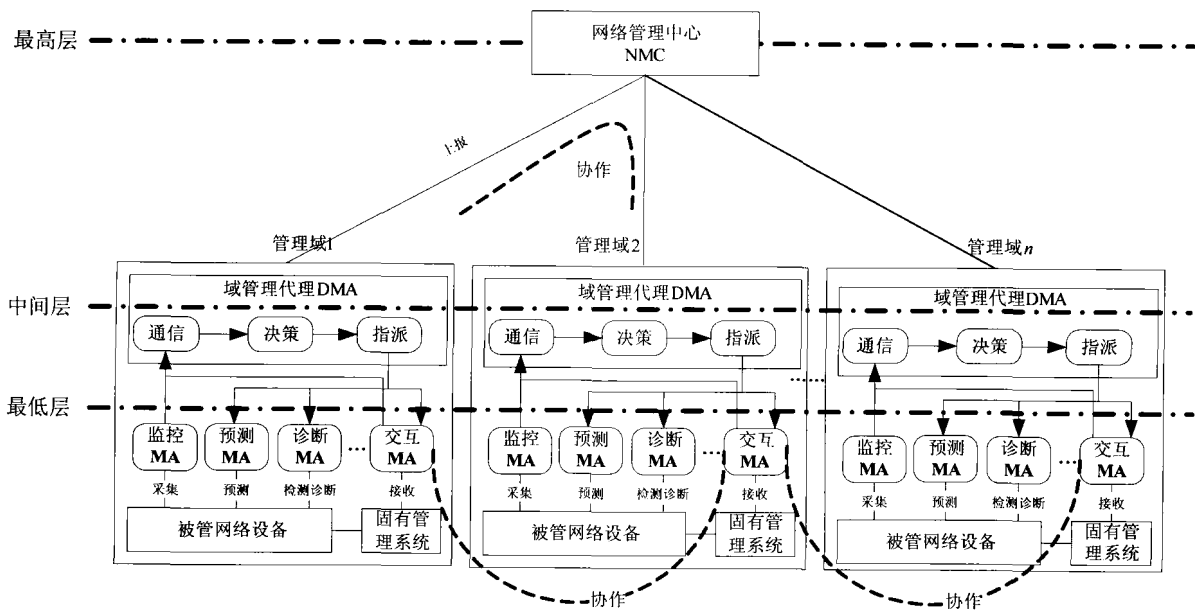 最高层
网络管理中心
NMC
上报
协作
管理域1
管理域2
管理域n
中间层
域管理代理DMA
通信
决策
指派
域管理代理DMA
通信
决策
指派
域管理代理DMA
通信
决策
指派
......
最低层
监控
MA
预测
MA
诊断
MA
...
交互
MA
采集
预测
检测诊断
接收
被管网络设备
固有管
理系统
监控
MA
预测
MA
诊断
MA
...
交互
MA
采集
预测
检测诊断
接收
被管网络设备
固有管
理系统
监控
MA
预测
MA
诊断
MA
...
交互
MA
采集
预测
检测诊断
接收
被管网络设备
固有管
理系统
协作
协作